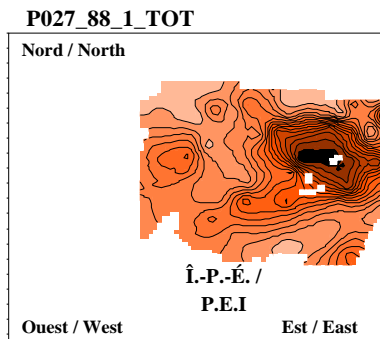 P027_88_1_TOT
Nord / North
Î.-P.-É. /
P.E.I
Ouest / West Est / East